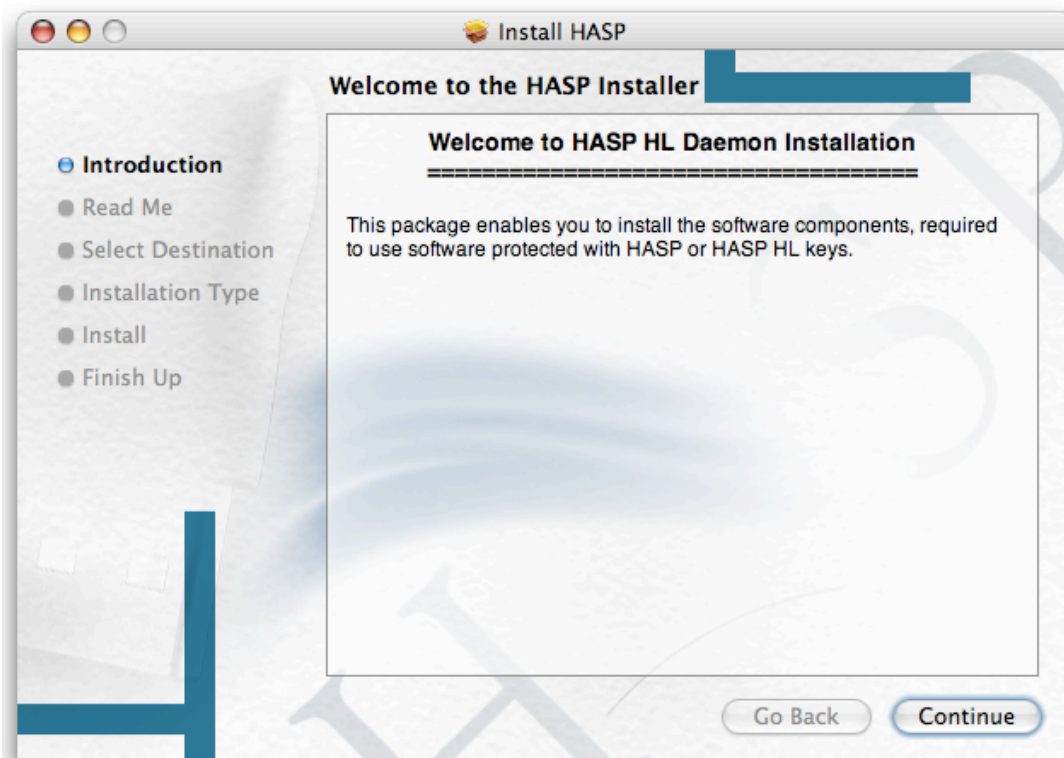 Install HASP
Welcome to the HASP Installer
Introduction
Read Me
Select Destination
Installation Type
Install
Finish Up
Welcome to HASP HL Daemon Installation
===================================
This package enables you to install the software components, required
to use software protected with HASP or HASP HL keys.
Go Back
Continue